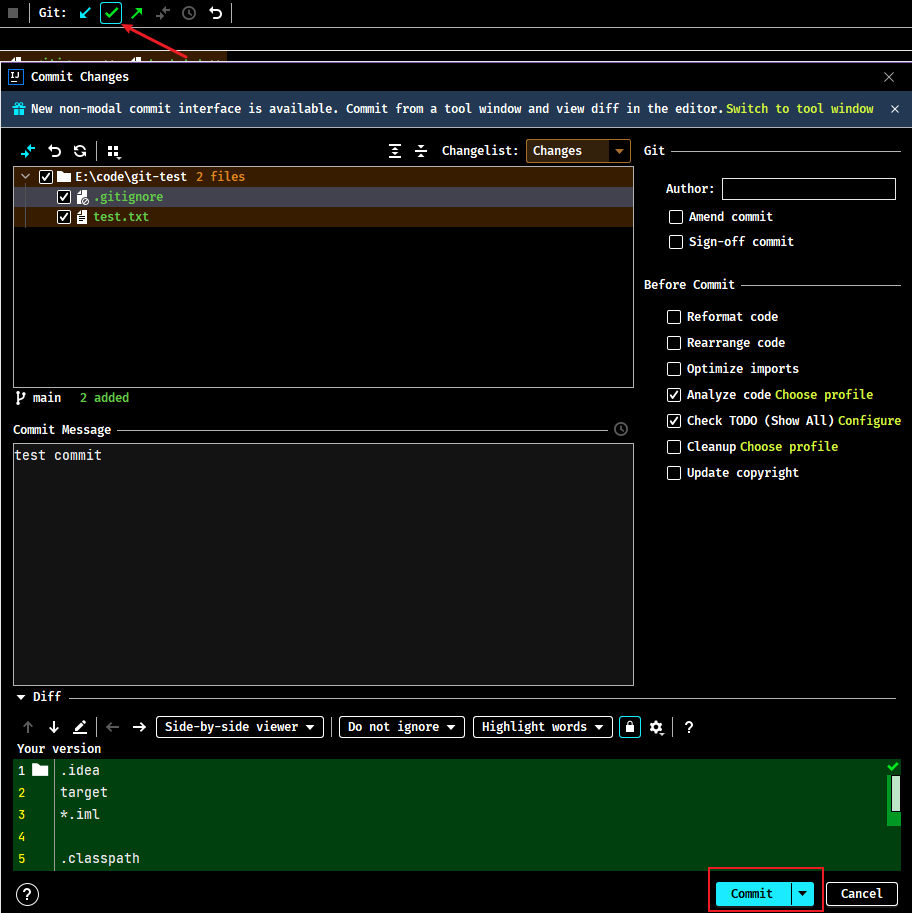 Git:
IJ Commit Changes
New non-modal commit interface is available. Commit from a tool window and view diff in the editor. Switch to tool window
Changelist: Changes
E:\code\git-test 2 files
.gitignore
test.txt
main 2 added
Commit Message
test commit
Git
Author:
Amend commit
Sign-off commit
Before Commit
Reformat code
Rearrange code
Optimize imports
Analyze code Choose profile
Check TODO (Show All) Configure
Cleanup Choose profile
Update copyright
Diff
Side-by-side viewer Do not ignore Highlight words ?
Your version
1 .idea
2 target
3 *.iml
4
5 .classpath
? Commit Cancel